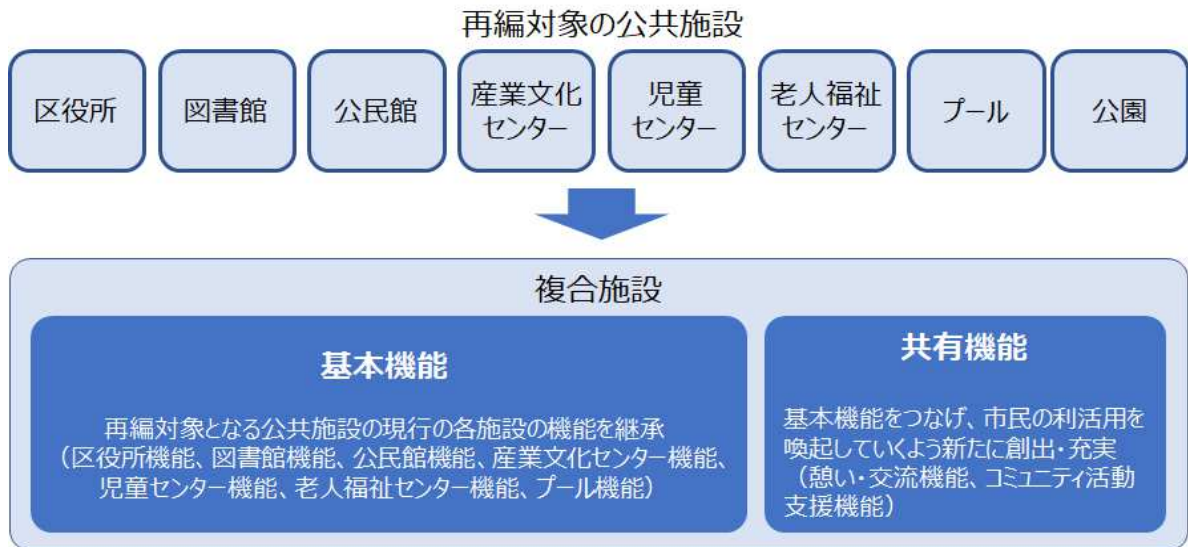 再編対象の公共施設
区役所
図書館
公民館
産業文化
センター
児童
センター
老人福祉
センター
プール
公園
複合施設
基本機能
再編対象となる公共施設の現行の各施設の機能を継承
（区役所機能、図書館機能、公民館機能、産業文化センター機能、
児童センター機能、老人福祉センター機能、プール機能）
共有機能
基本機能をつなげ、市民の利活用を
喚起していくよう新たに創出・充実
（憩い・交流機能、コミュニティ活動
支援機能）